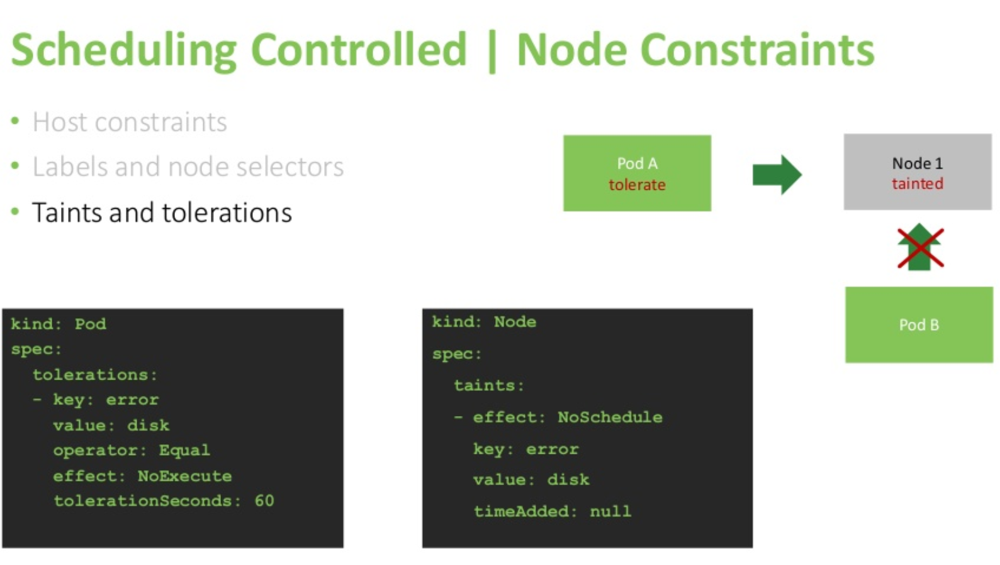 Scheduling Controlled | Node Constraints
• Host constraints
• Labels and node selectors
• Taints and tolerations
Pod A
tolerate
Node 1
tainted
Pod B
kind: Pod
spec:
  tolerations:
  - key: error
    value: disk
    operator: Equal
    effect: NoExecute
    tolerationSeconds: 60
kind: Node
spec:
  taints:
  - effect: NoSchedule
    key: error
    value: disk
    timeAdded: null